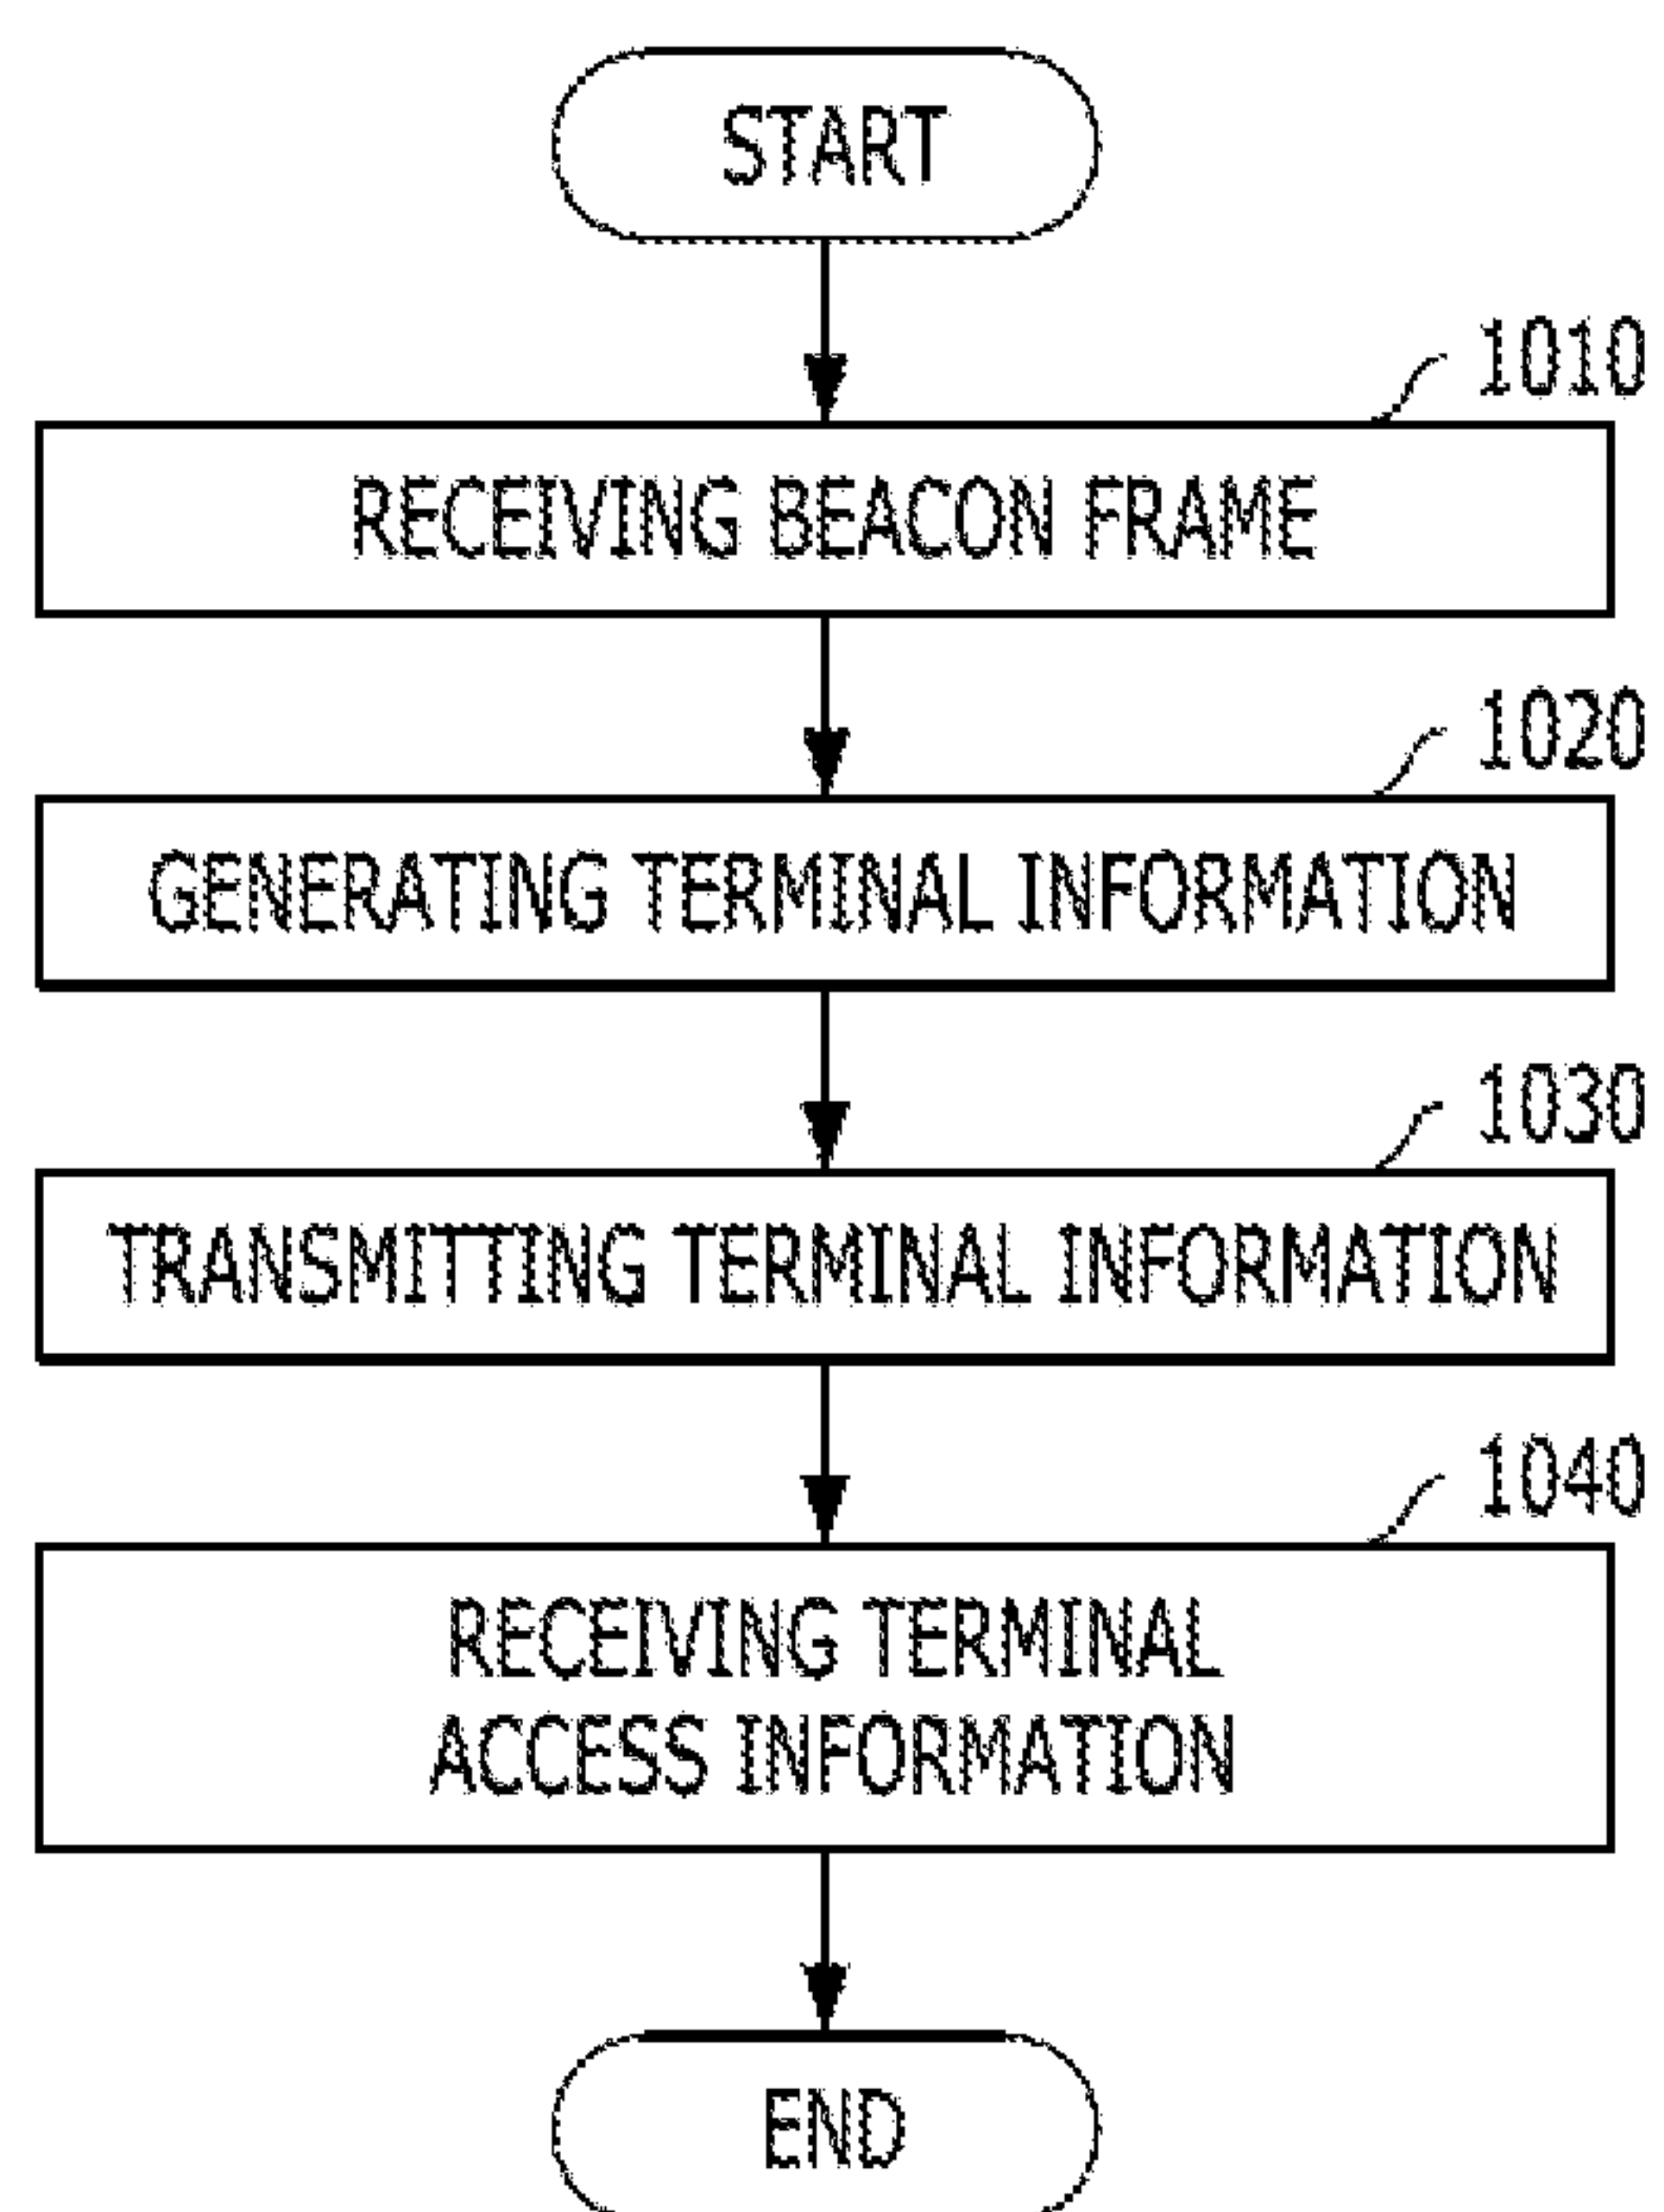 START
1010
RECEIVING BEACON FRAME
1020
GENERATING TERMINAL INFORMATION
1030
TRANSMITTING TERMINAL INFORMATION
1040
RECEIVING TERMINAL
ACCESS INFORMATION
END